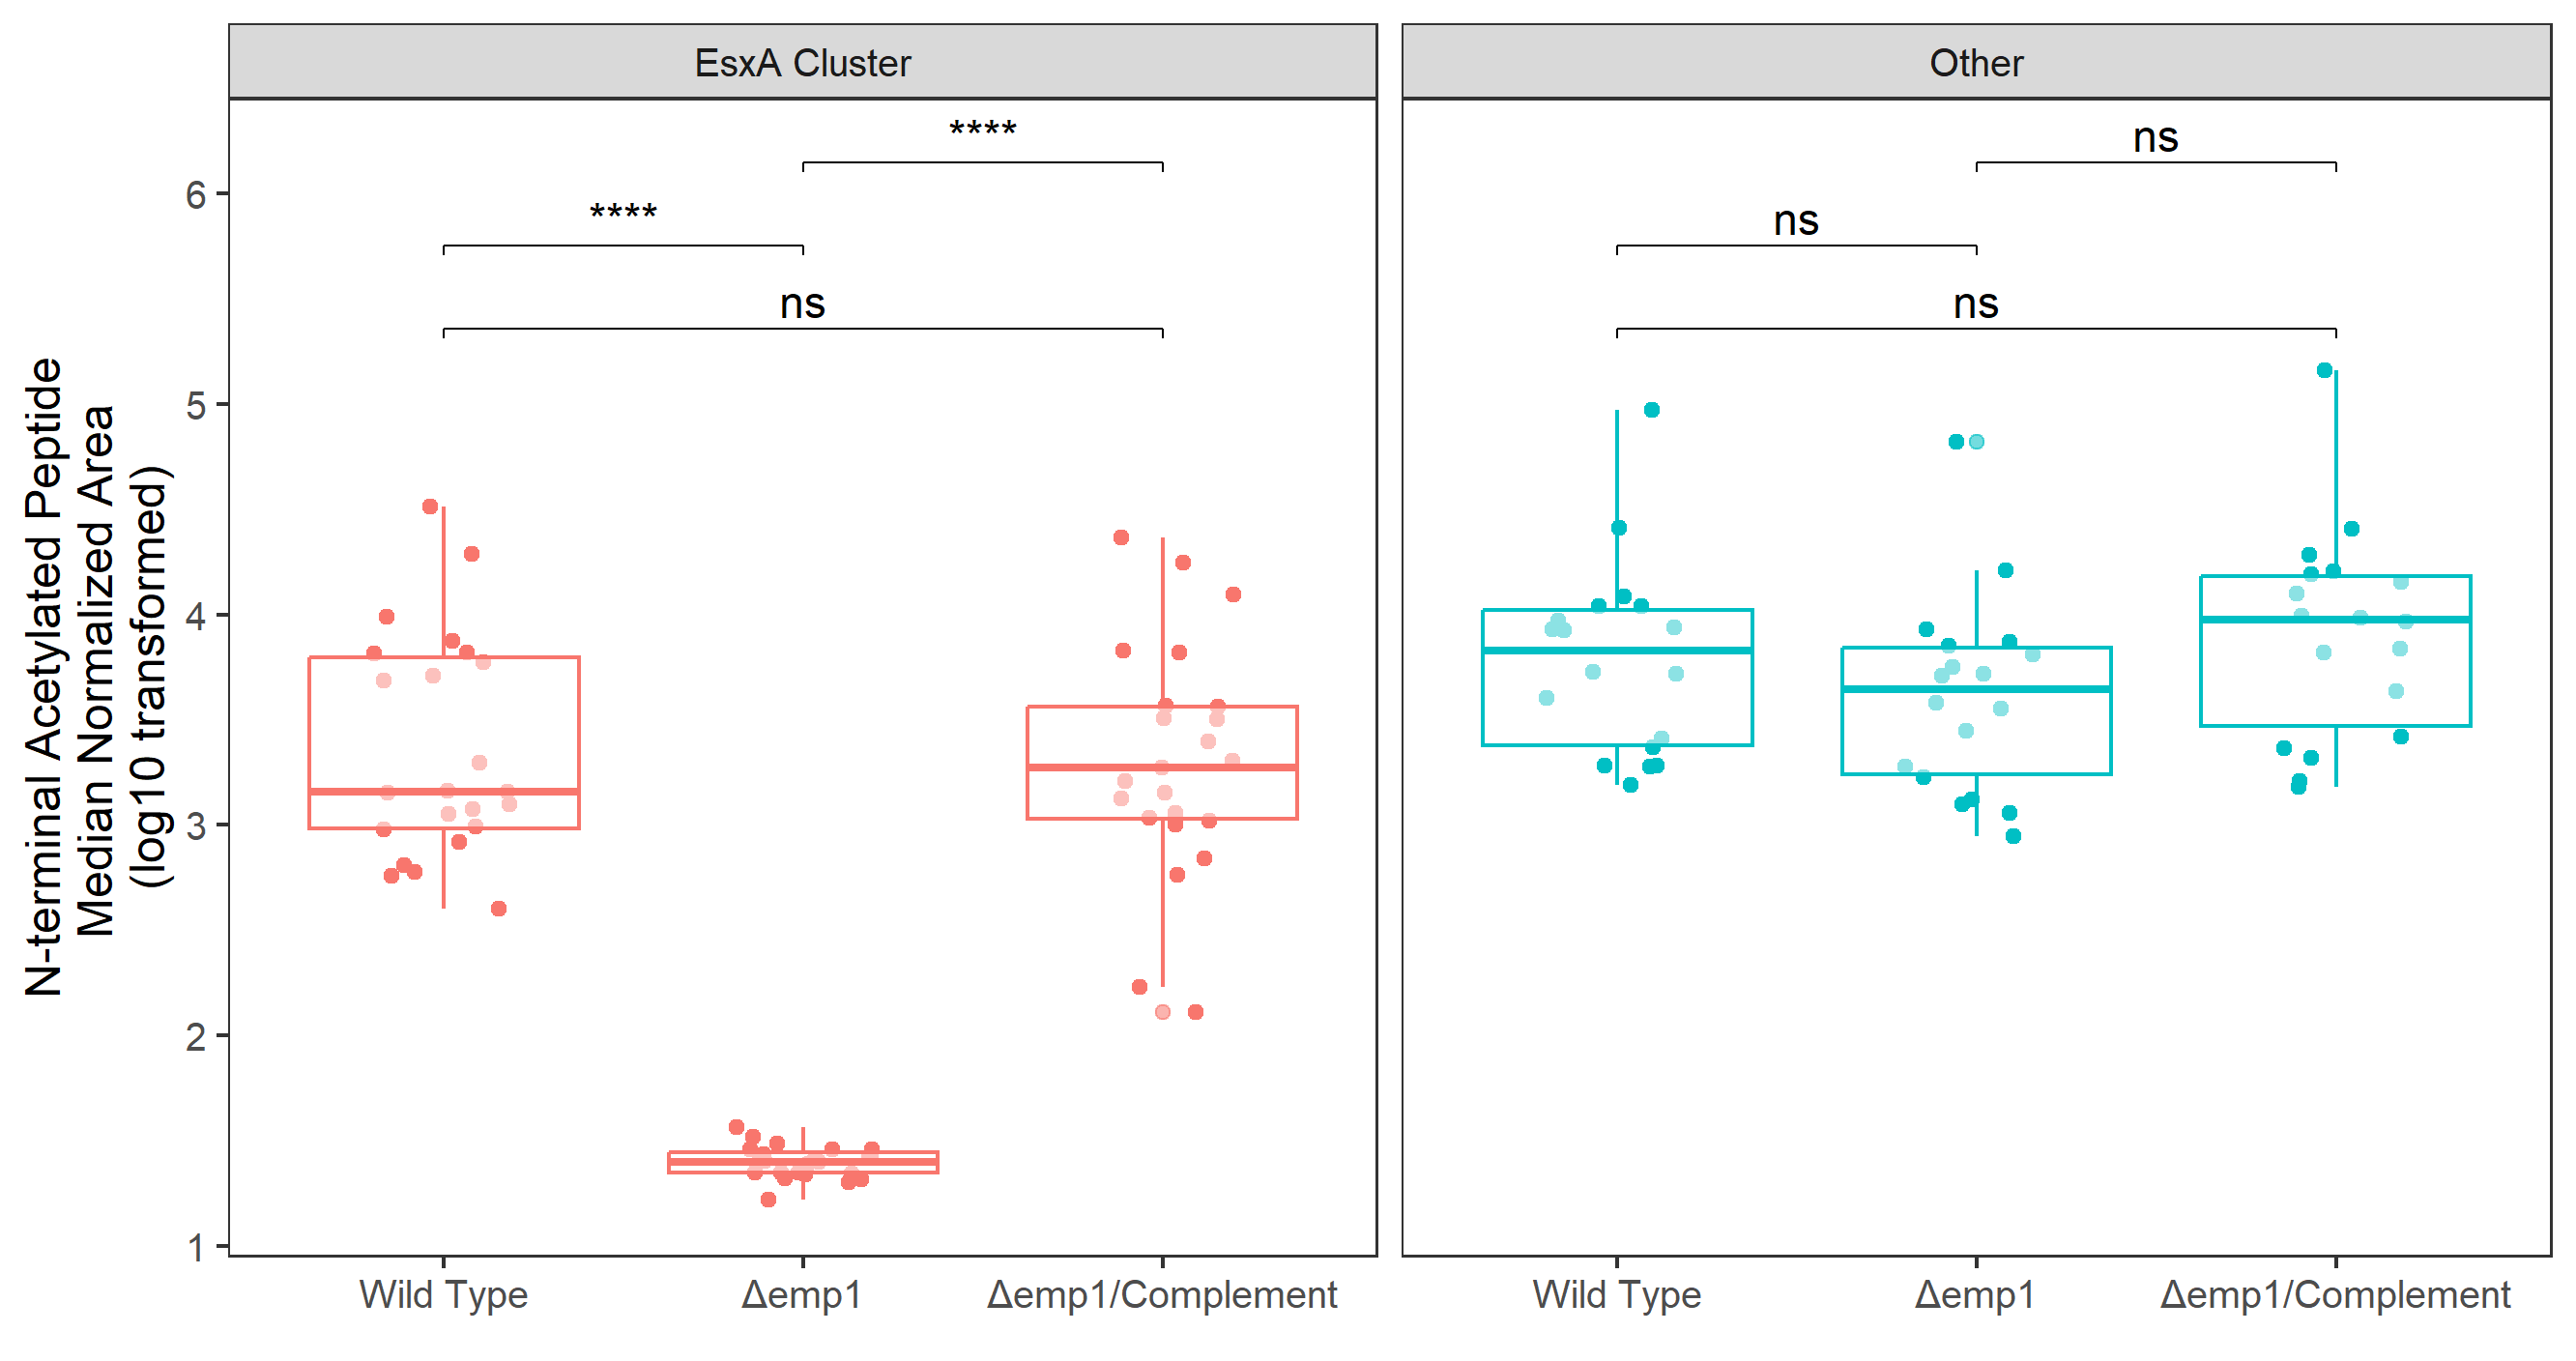 EsxA Cluster
Other
N-terminal Acetylated Peptide
Median Normalized Area
(log10 transformed)
6
5
4
3
2
1
****
****
ns
ns
ns
ns
Wild Type
Δemp1
Δemp1/Complement
Wild Type
Δemp1
Δemp1/Complement